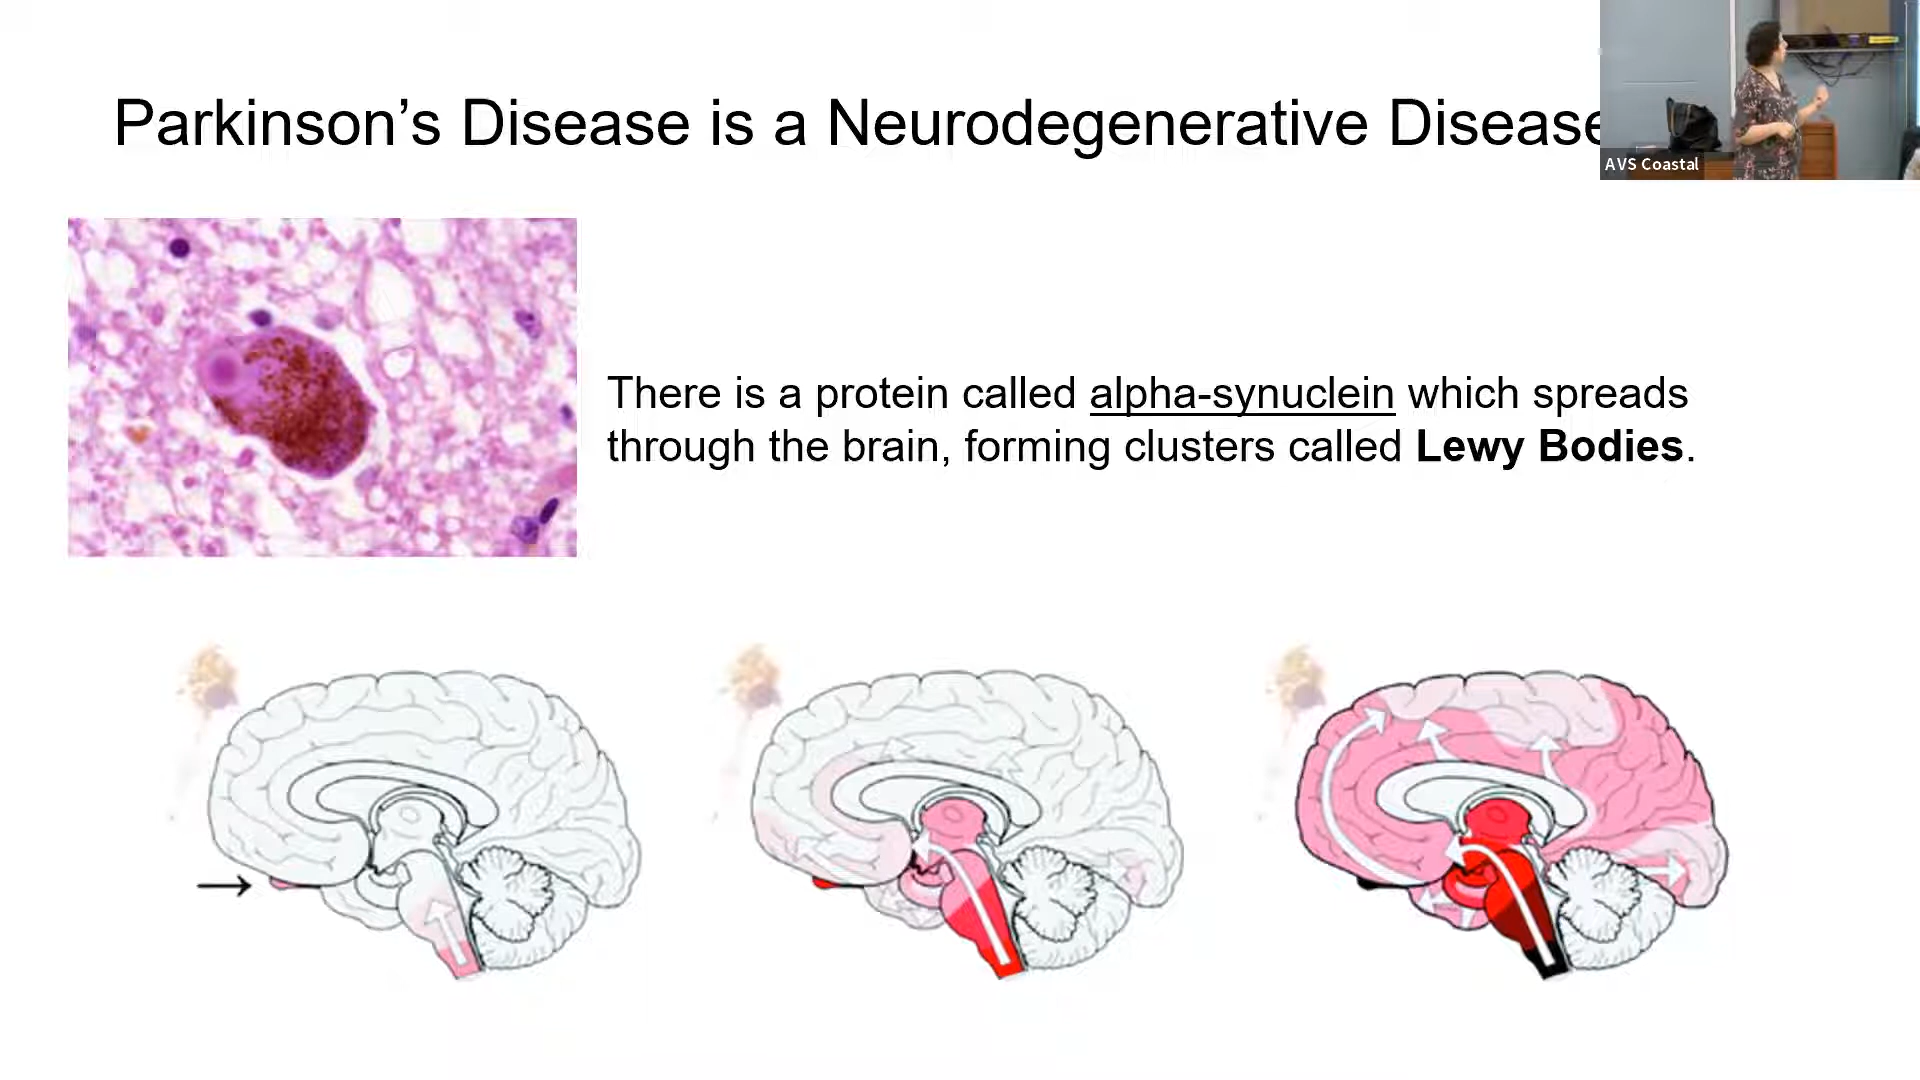 Parkinson’s Disease is a Neurodegenerative Disease
AVS Coastal
There is a protein called alpha-synuclein which spreads
through the brain, forming clusters called Lewy Bodies.